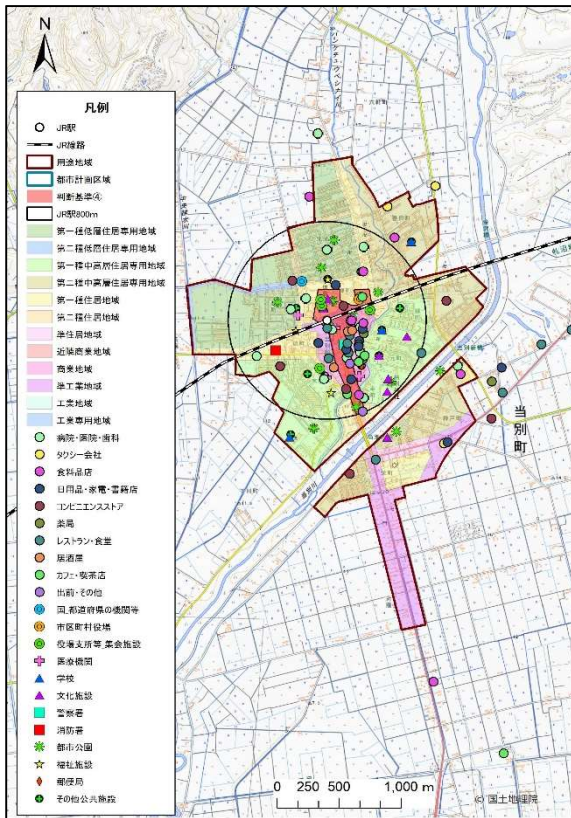 N
凡例
JR駅
JR線路
用途地域
都市計画区域
判断基準④
JR駅800m
第一種低層住居専用地域
第二種低層住居専用地域
第一種中高層住居専用地域
第二種中高層住居専用地域
第一種住居地域
第二種住居地域
準住居地域
近隣商業地域
商業地域
準工業地域
工業地域
工業専用地域
病院・医院・歯科
タクシー会社
食料品店
日用品・家電・書籍店
コンビニエンスストア
薬局
レストラン・食堂
居酒屋
カフェ・喫茶店
出前・その他
国、都道府県の機関等
市区町村役場
役場支所等、集会施設
医療機関
学校
文化施設
警察署
消防署
都市公園
福祉施設
郵便局
その他公共施設
当別町
0 250 500 1,000 m
(C) 国土地理院